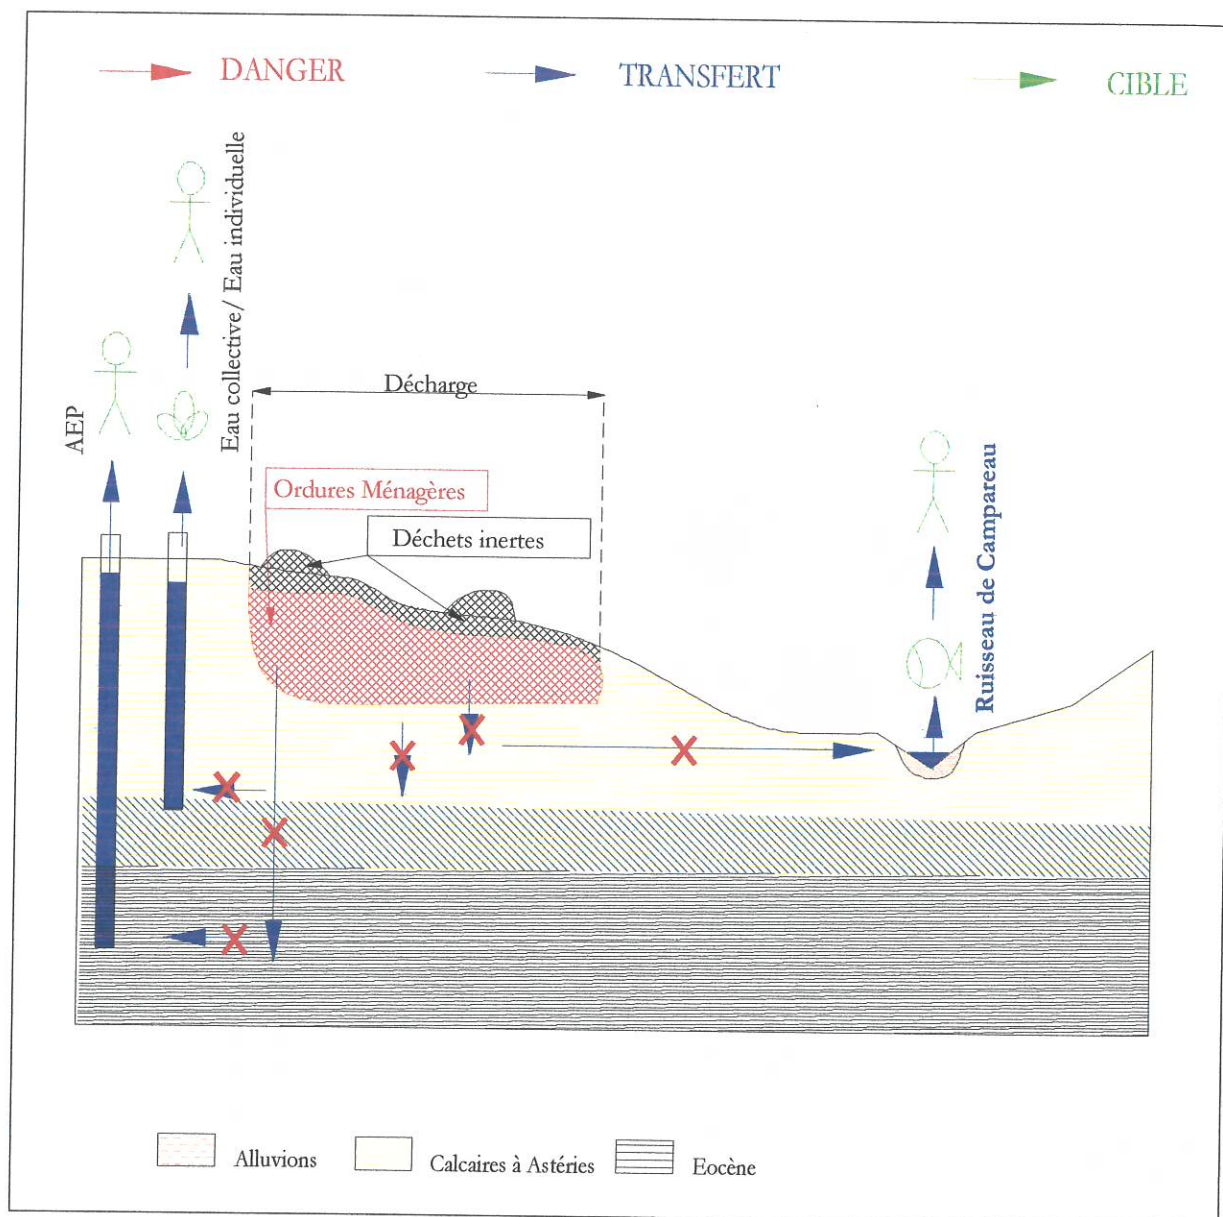 DANGER
TRANSFERT
CIBLE
Eau collective/ Eau individuelle
AEP
Décharge
Ordures Ménagères
Déchets inertes
Ruisseau de Campareau
Alluvions
Calcaires à Astéries
Eocène